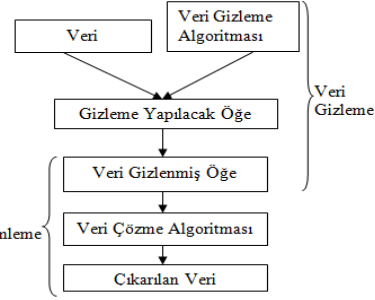 Veri
Veri Gizleme
Algoritması
Veri
Gizleme
Gizleme Yapılacak Öğe
Veri Gizlenmiş Öğe
Veri Çözme Algoritması
Çıkarılan Veri